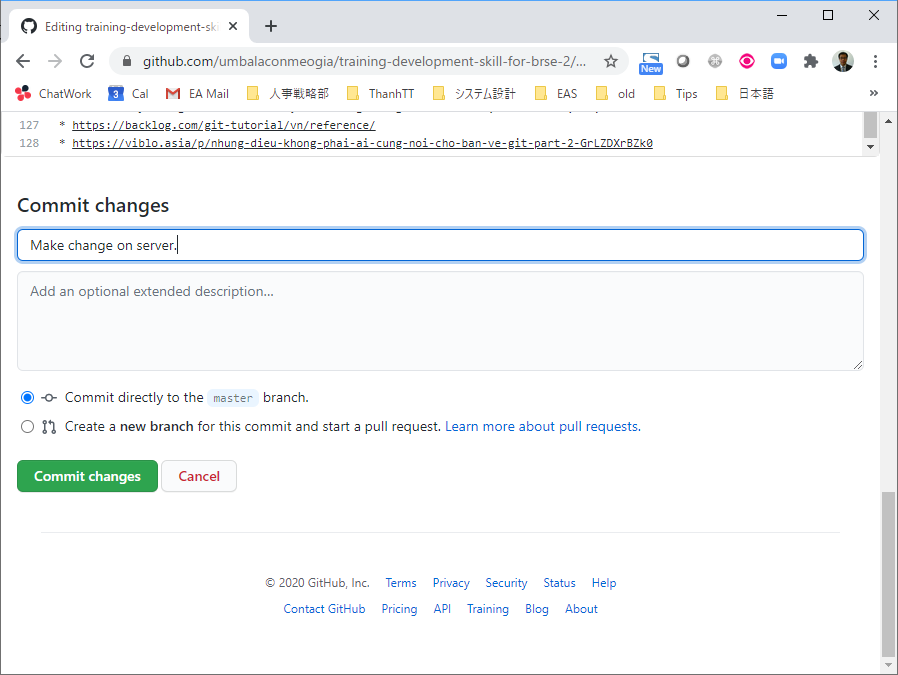 Editing training-development-sk
github.com/umbalaconmeogia/training-development-skill-for-brse-2/...
New
ChatWork
3
Cal
EA Mail
人事戦略部
ThanhTT
システム設計
EAS
old
Tips
日本語
»
127 * https://backlog.com/git-tutorial/vn/reference/
128 * https://viblo.asia/p/nhung-dieu-khong-phai-ai-cung-noi-cho-ban-ve-git-part-2-GrLZDXrBZk0
Commit changes
Make change on server.
Add an optional extended description...
Commit directly to the master branch.
Create a new branch for this commit and start a pull request. Learn more about pull requests.
Commit changes
Cancel
© 2020 GitHub, Inc. Terms Privacy Security Status Help
Contact GitHub Pricing API Training Blog About